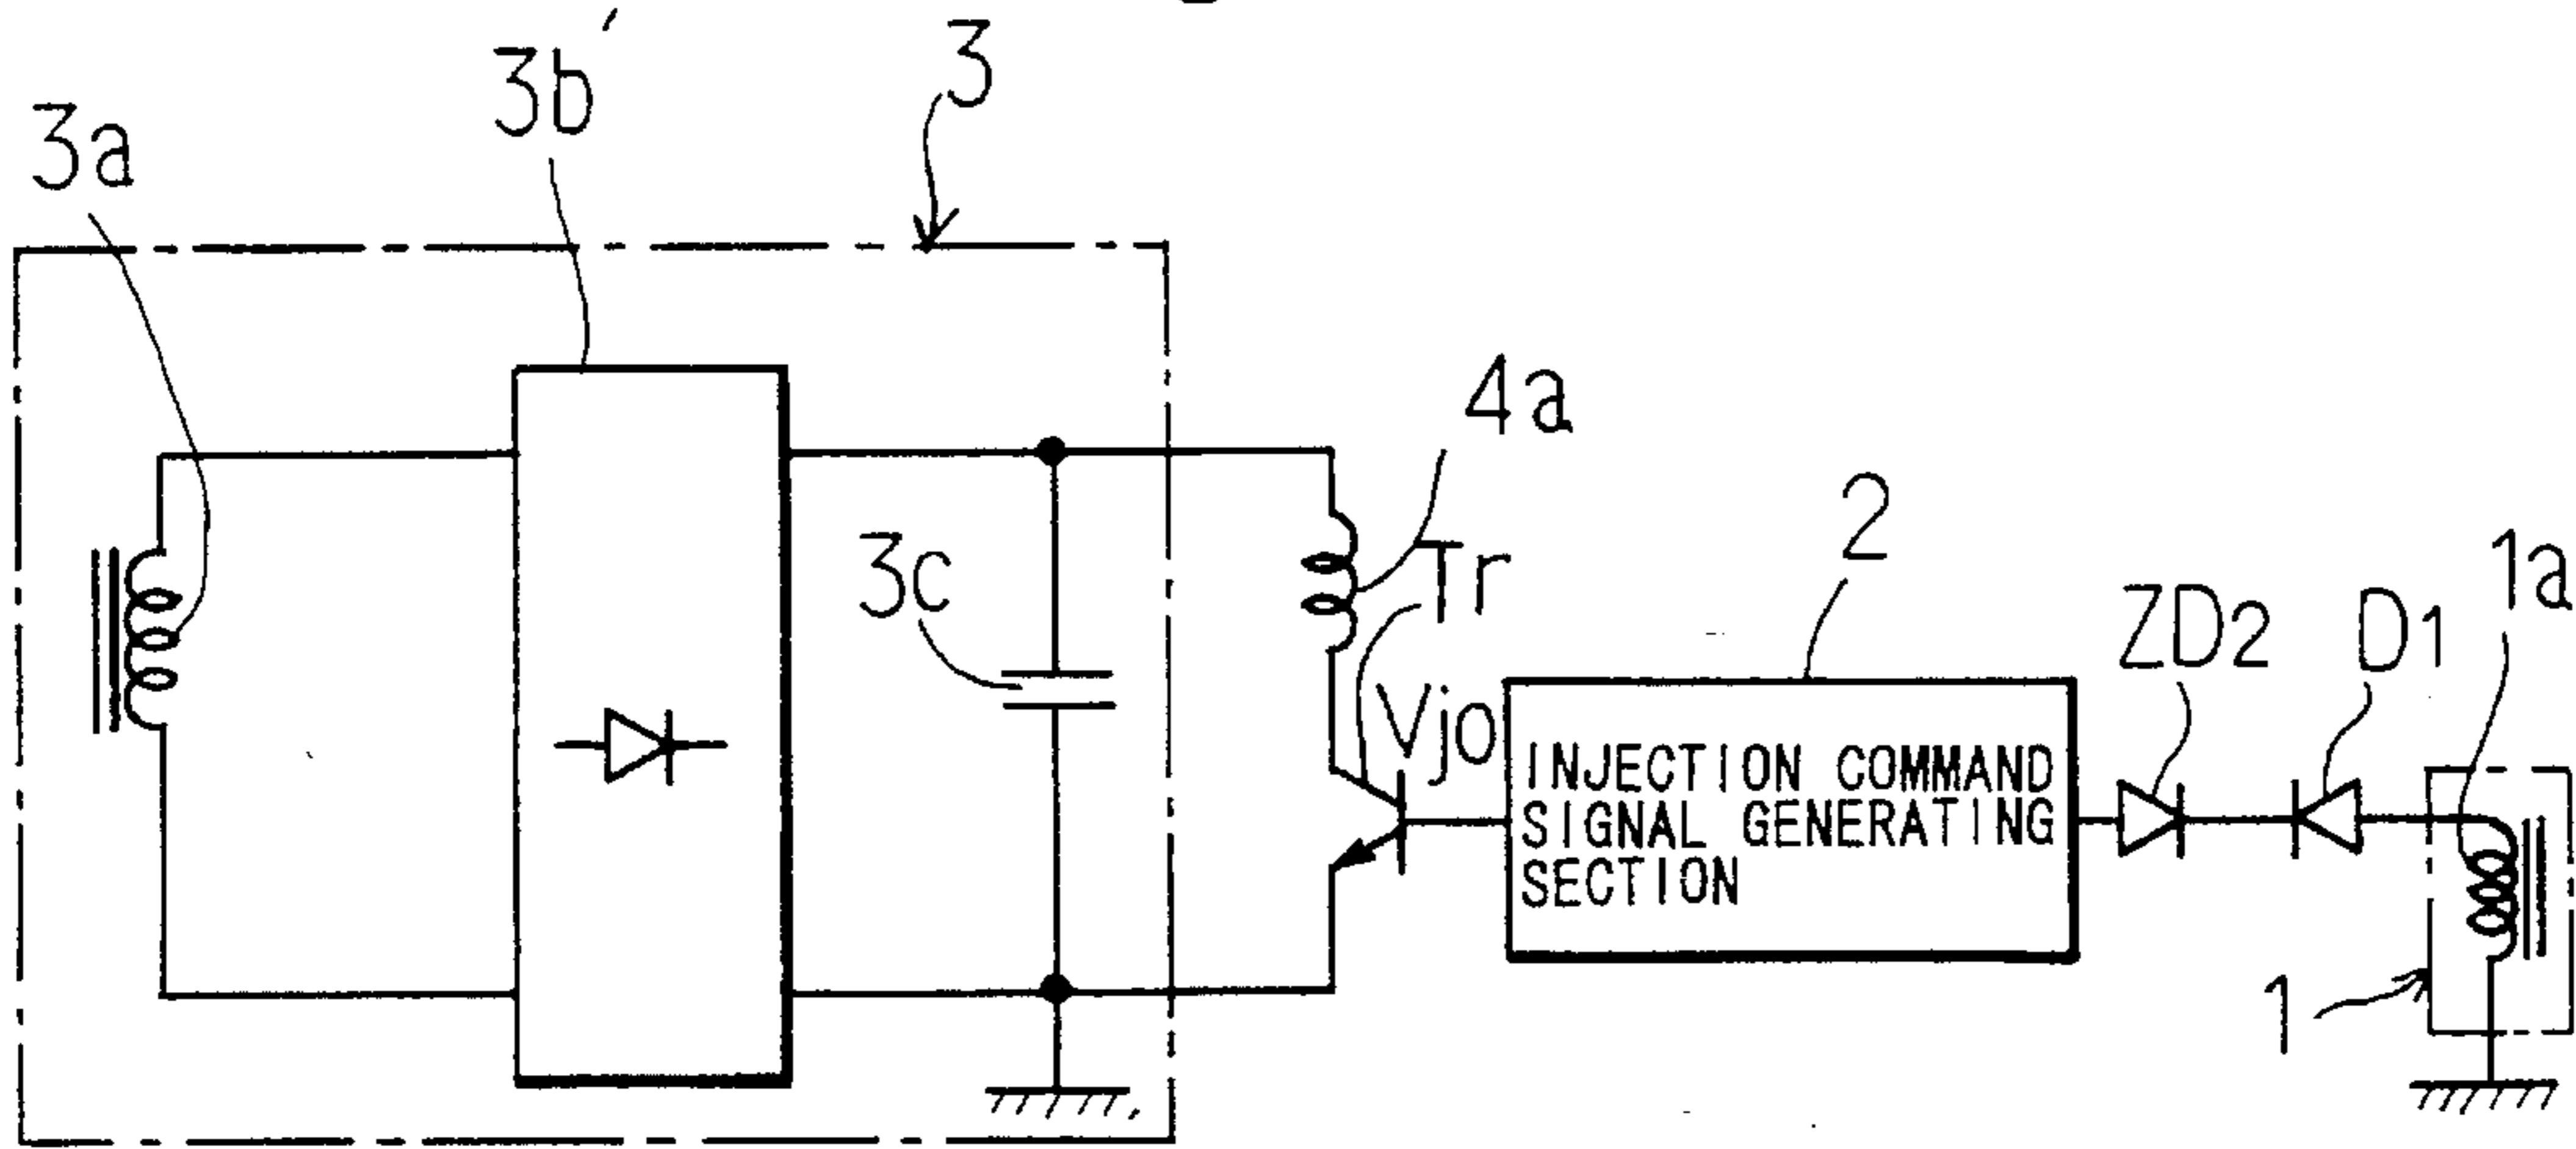 3b′
3
3a
4a
2
1a
3c
Tr
ZD2
D1
Vjo
INJECTION COMMAND
SIGNAL GENERATING
SECTION
1